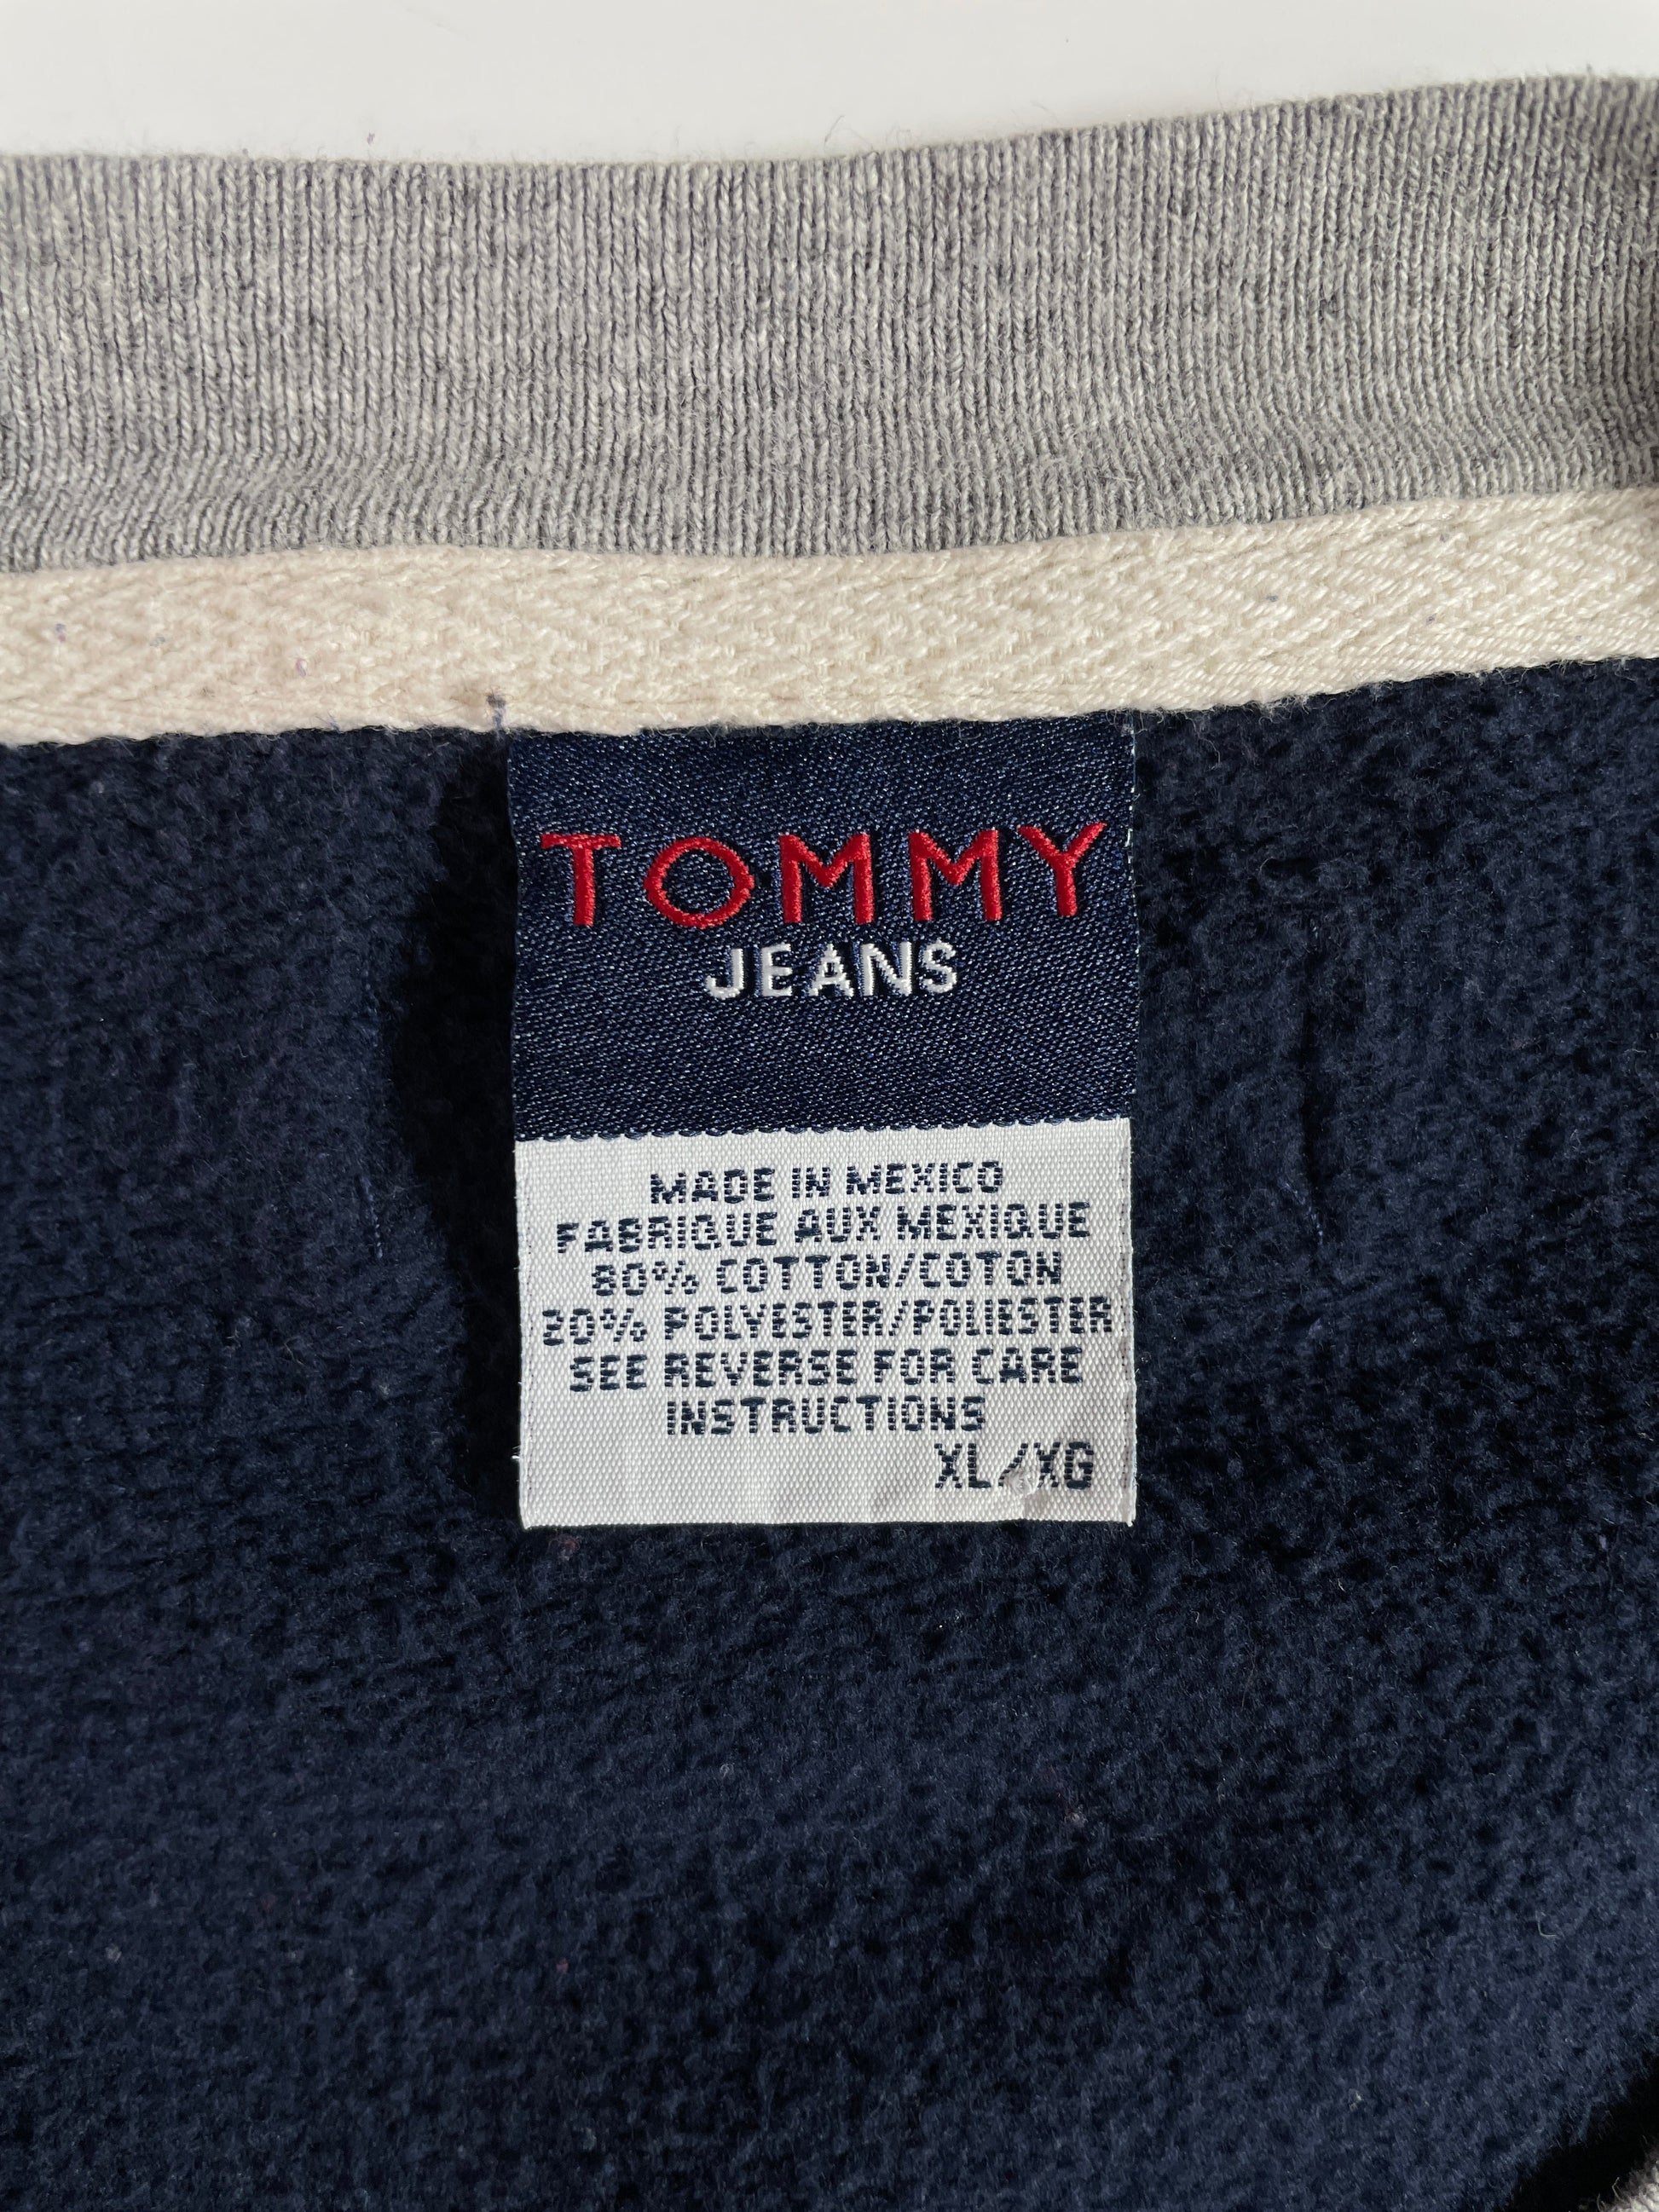 TOMMY
JEANS
MADE IN MEXICO
FABRIQUE AUX MEXIQUE
80% COTTON/COTON
20% POLYESTER/POLIESTER
SEE REVERSE FOR CARE
INSTRUCTIONS
XL/XG